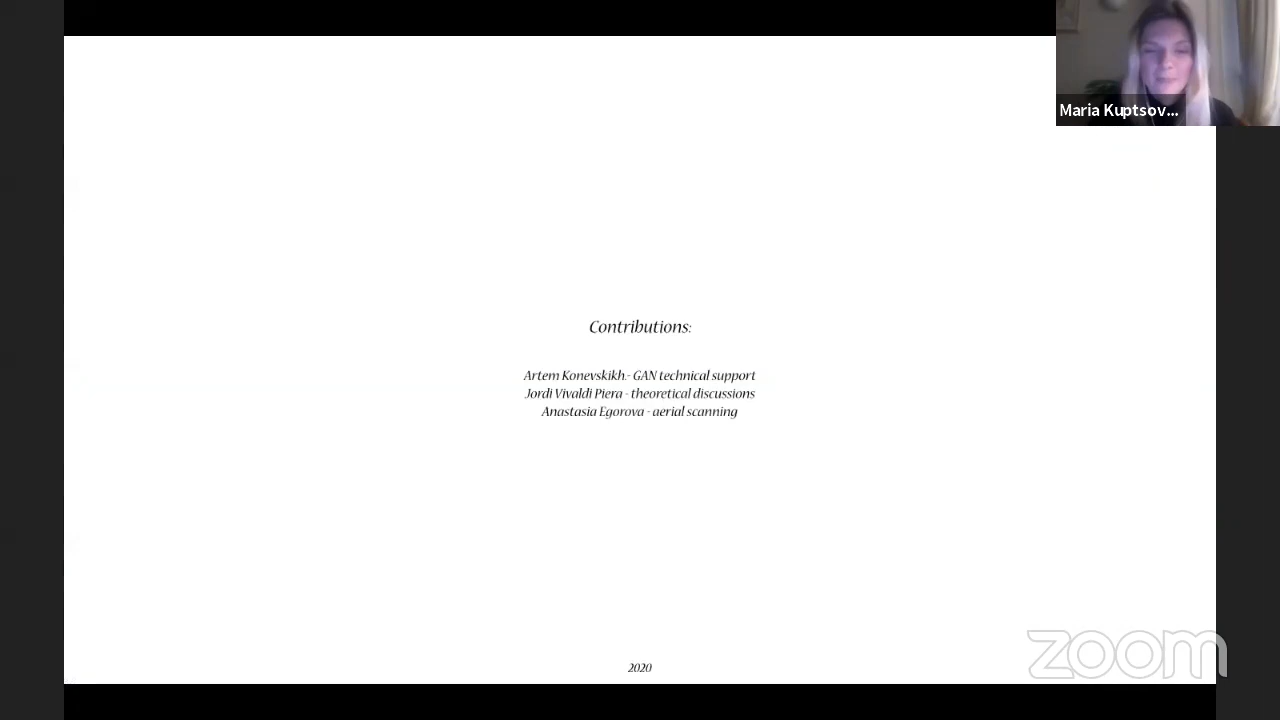 Maria Kuptsov...
Contributions:
Artem Konevskikh.- GAN technical support
Jordi Vivaldi Piera - theoretical discussions
Anastasia Egorova - aerial scanning
2020
zoom